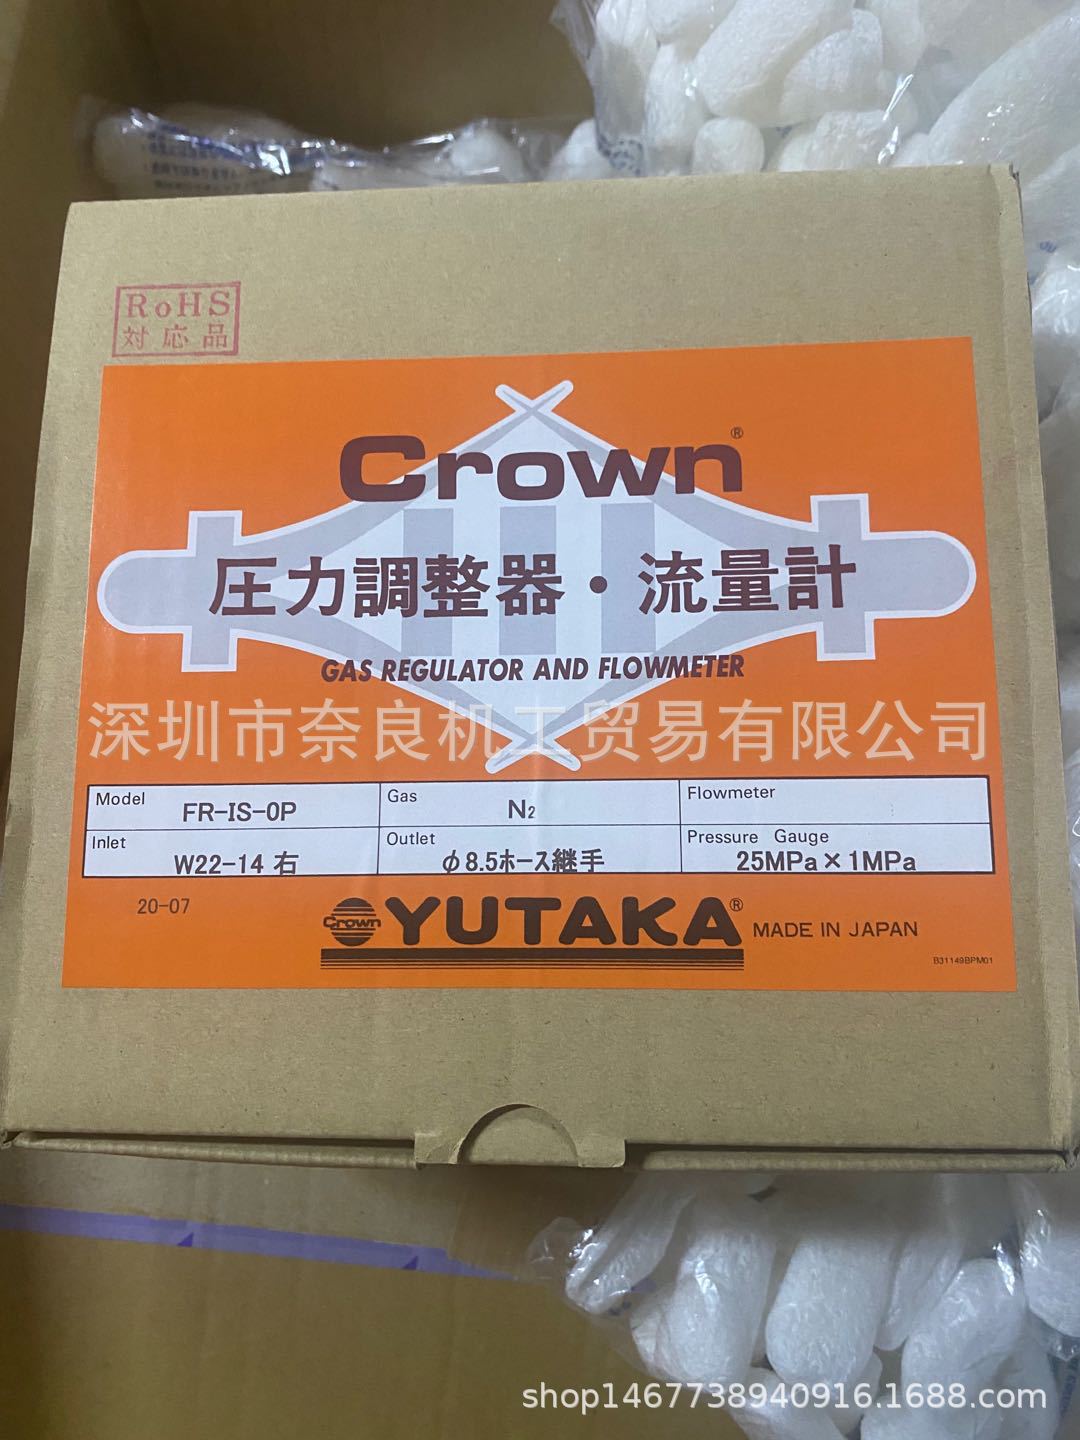 RoHS
対応品
Crown®
圧力調整器・流量計
GAS REGULATOR AND FLOWMETER
深圳市奈良机工贸易有限公司
Model FR-IS-0P Gas N2 Flowmeter
Inlet W22-14 右 Outlet φ8.5ホース継手 Pressure Gauge 25MPa×1MPa
20-07
Crown YUTAKA® MADE IN JAPAN
B31149BPM01
shop1467738940916.1688.com